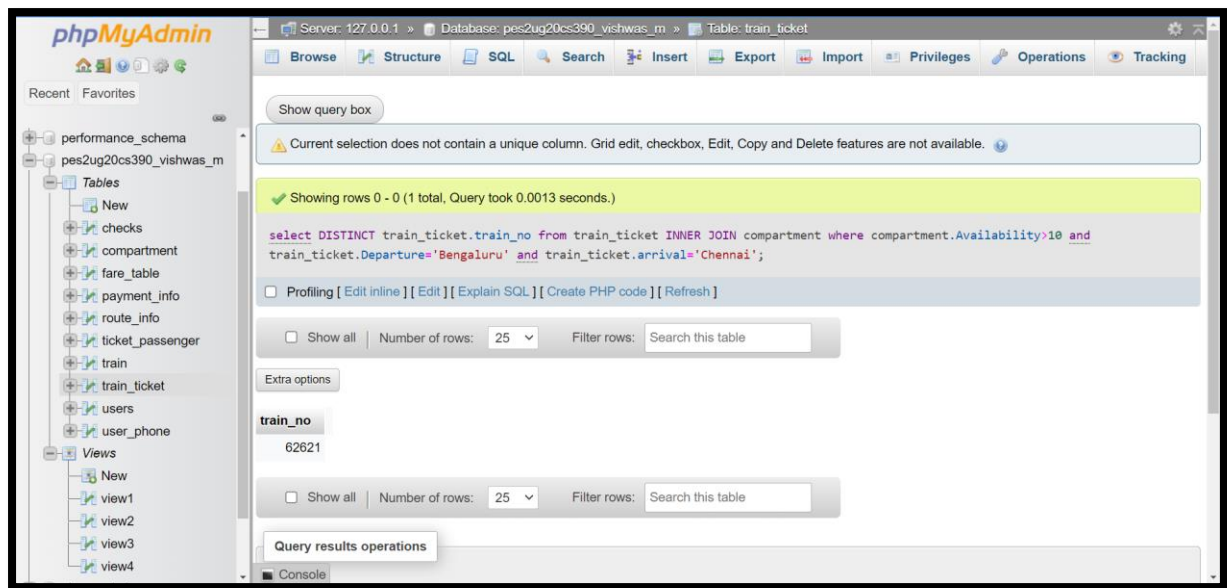 phpMyAdmin
Recent Favorites
performance_schema
pes2ug20cs390_vishwas_m
Tables
New
checks
compartment
fare_table
payment_info
route_info
ticket_passenger
train
train_ticket
users
user_phone
Views
New
view1
view2
view3
view4
Server: 127.0.0.1 » Database: pes2ug20cs390_vishwas_m » Table: train_ticket
Browse Structure SQL Search Insert Export Import Privileges Operations Tracking
Show query box
Current selection does not contain a unique column. Grid edit, checkbox, Edit, Copy and Delete features are not available.
Showing rows 0 - 0 (1 total, Query took 0.0013 seconds.)
select DISTINCT train_ticket.train_no from train_ticket INNER JOIN compartment where compartment.Availability>10 and
train_ticket.Departure='Bengaluru' and train_ticket.arrival='Chennai';
Profiling [ Edit inline ] [ Edit ] [ Explain SQL ] [ Create PHP code ] [ Refresh ]
Show all | Number of rows: 25 Filter rows: Search this table
Extra options
train_no
62621
Show all | Number of rows: 25 Filter rows: Search this table
Query results operations
Console